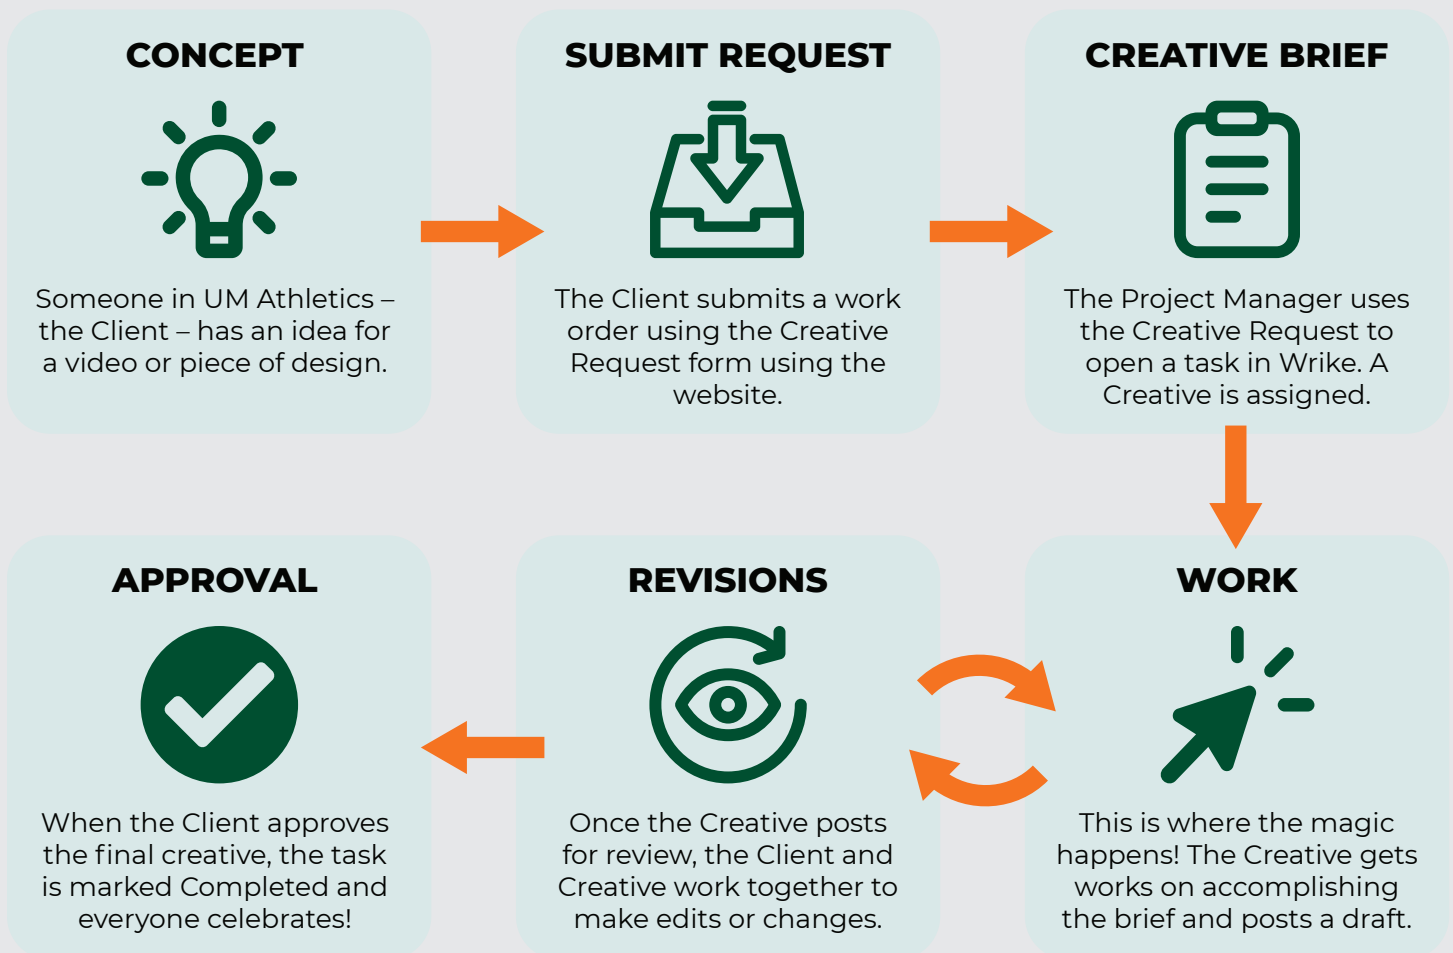 CONCEPT
Someone in UM Athletics –
the Client – has an idea for
a video or piece of design.
SUBMIT REQUEST
The Client submits a work
order using the Creative
Request form using the
website.
CREATIVE BRIEF
The Project Manager uses
the Creative Request to
open a task in Wrike. A
Creative is assigned.
WORK
This is where the magic
happens! The Creative gets
works on accomplishing
the brief and posts a draft.
REVISIONS
Once the Creative posts
for review, the Client and
Creative work together to
make edits or changes.
APPROVAL
When the Client approves
the final creative, the task
is marked Completed and
everyone celebrates!